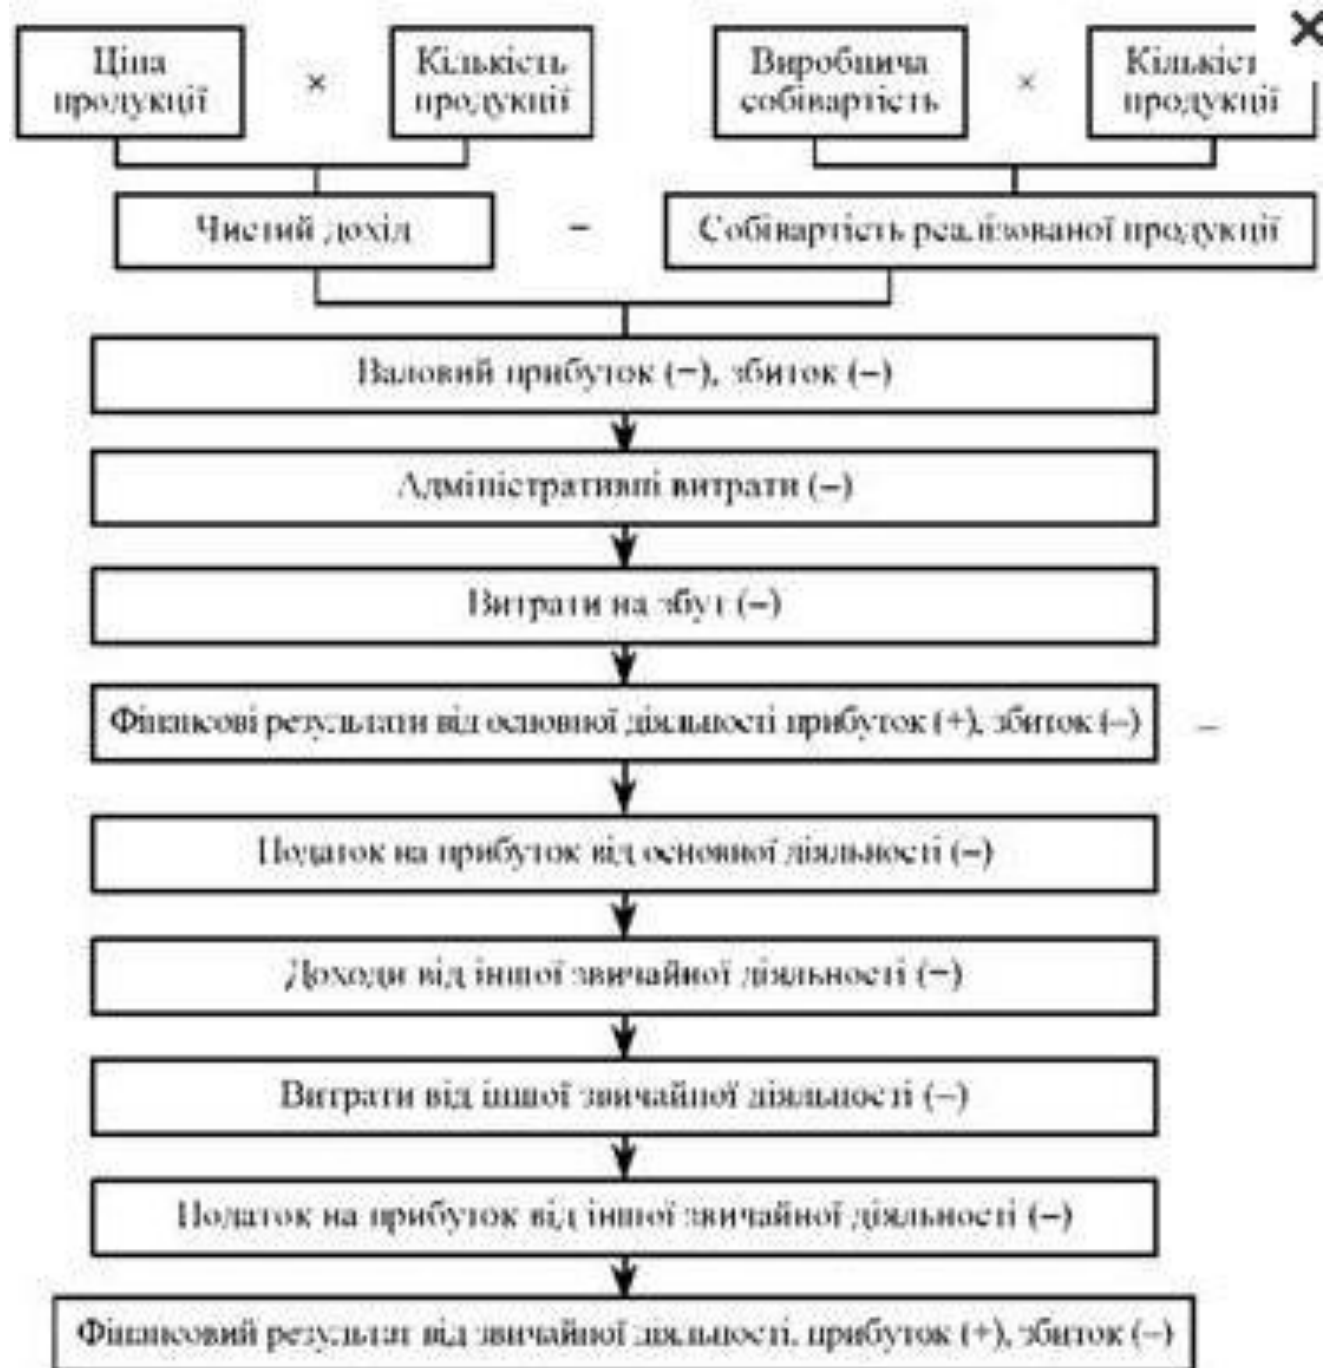 Ціна
продукції
×
Кількість
продукції
Виробнича
собівартість
×
Кількіст
продукції
Чистий дохід
–
Собівартість реалізованої продукції
Валовий прибуток (+), збиток (–)
Адміністративні витрати (–)
Витрати на збут (–)
Фінансові результати від основної діяльності прибуток (+), збиток (–)
–
Податок на прибуток від основної діяльності (–)
Доходи від іншої звичайної діяльності (+)
Витрати від іншої звичайної діяльності (–)
Податок на прибуток від іншої звичайної діяльності (–)
Фінансовий результат від звичайної діяльності, прибуток (+), збиток (–)